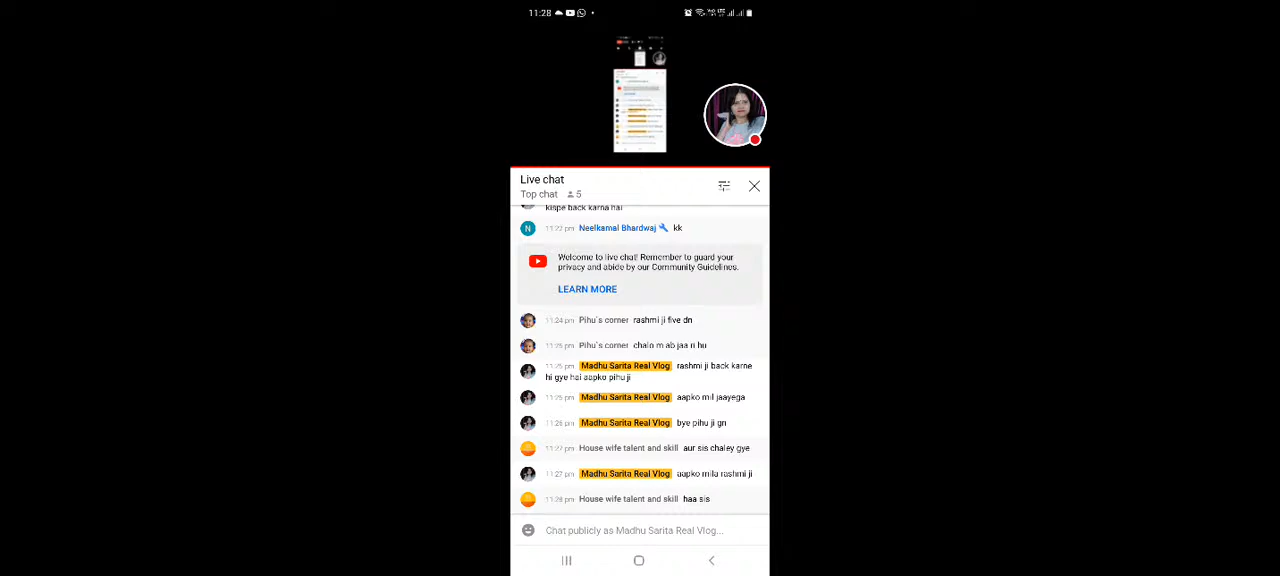 11:28
Live chat
Top chat 5
kispe back karna hai
N 11:22 pm Neelkamal Bhardwaj kk
Welcome to live chat! Remember to guard your
privacy and abide by our Community Guidelines.
LEARN MORE
11:24 pm Pihu's corner rashmi ji five dn
11:25 pm Pihu's corner chalo m ab jaa ri hu
11:25 pm Madhu Sarita Real Vlog rashmi ji back karne
hi gye hai aapko pihu ji
11:25 pm Madhu Sarita Real Vlog aapko mil jaayega
11:26 pm Madhu Sarita Real Vlog bye pihu ji gn
11:27 pm House wife talent and skill aur sis chaley gye
11:27 pm Madhu Sarita Real Vlog aapko mila rashmi ji
11:28 pm House wife talent and skill haa sis
Chat publicly as Madhu Sarita Real Vlog...